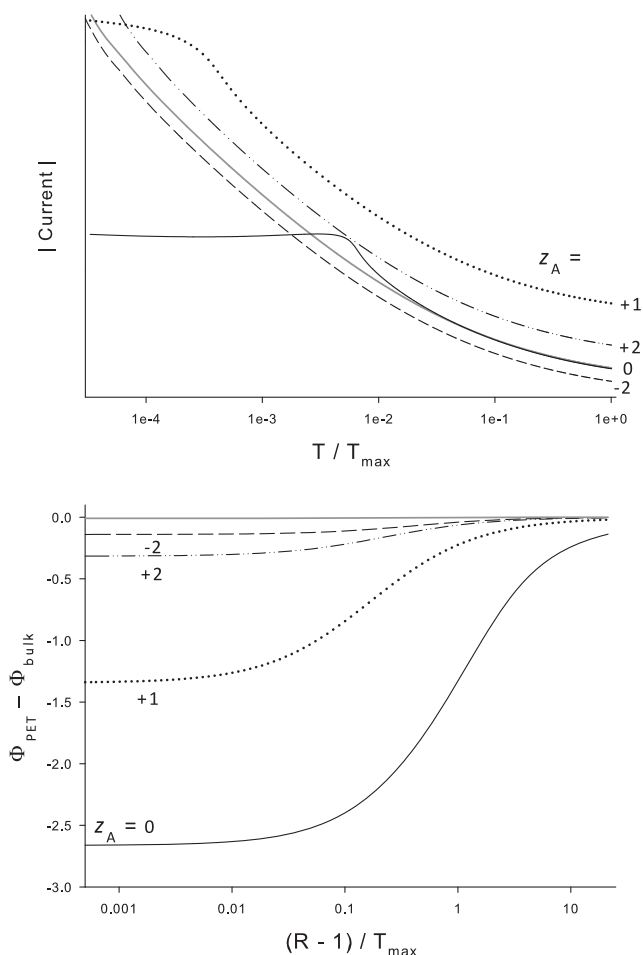 | Current |
z_A =
+1
+2
0
-2
1e-4 1e-3 1e-2 1e-1 1e+0
T / T_max
0.0
-0.5
-1.0
-1.5
-2.0
-2.5
-3.0
Φ_PET − Φ_bulk
-2
+2
+1
z_A = 0
0.001 0.01 0.1 1 10
(R - 1) / T_max